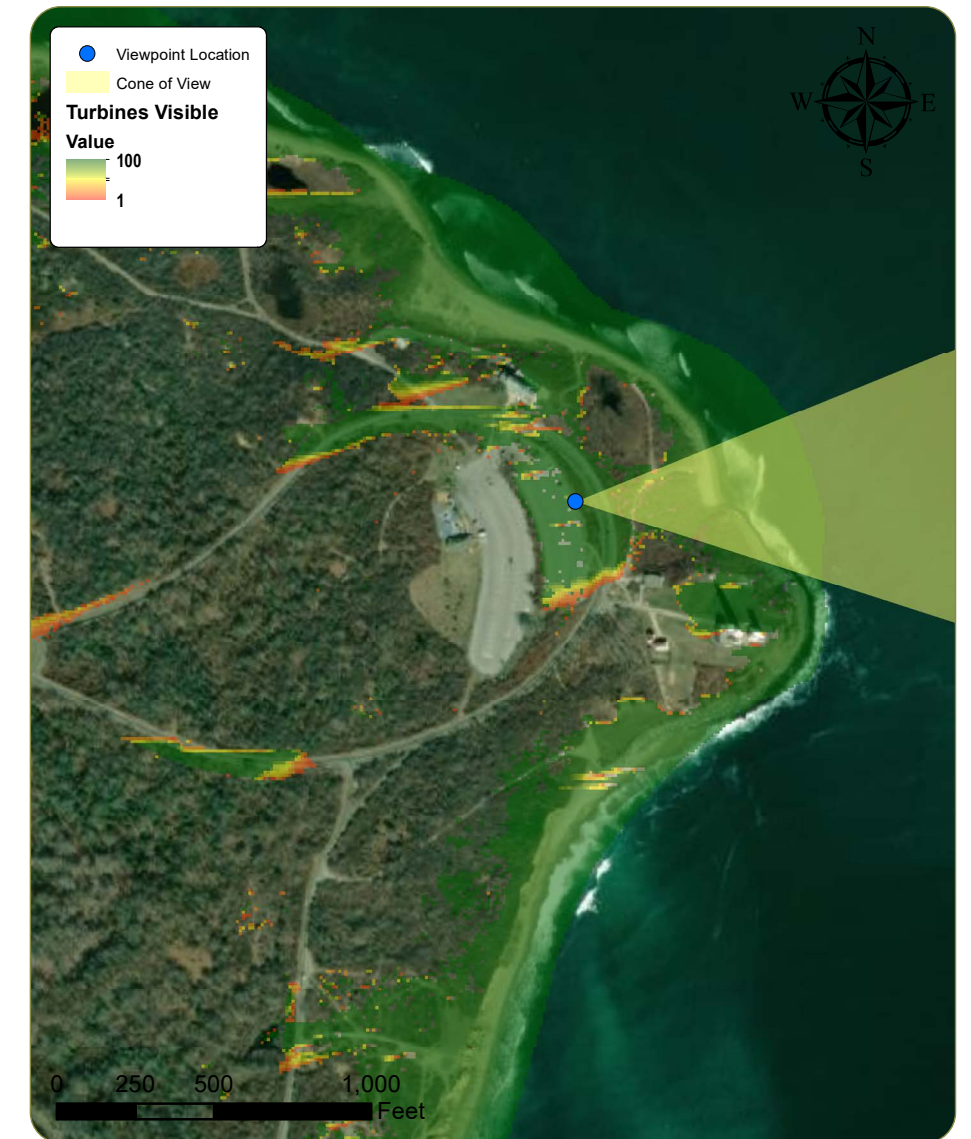 Viewpoint Location
Cone of View
Turbines Visible
Value
100
1
N
W E
S
0 250 500 1,000
Feet